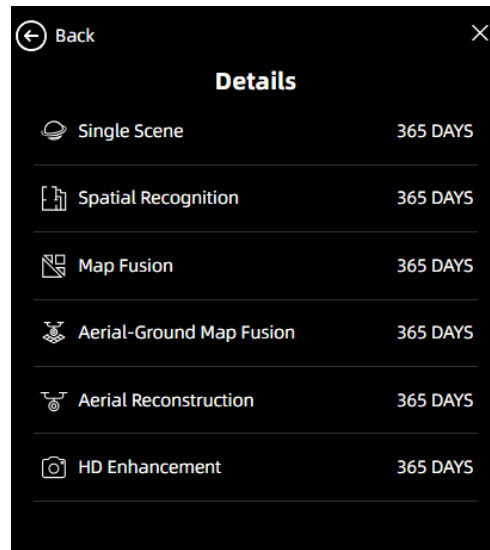 Back
Details
Single Scene 365 DAYS
Spatial Recognition 365 DAYS
Map Fusion 365 DAYS
Aerial-Ground Map Fusion 365 DAYS
Aerial Reconstruction 365 DAYS
HD Enhancement 365 DAYS